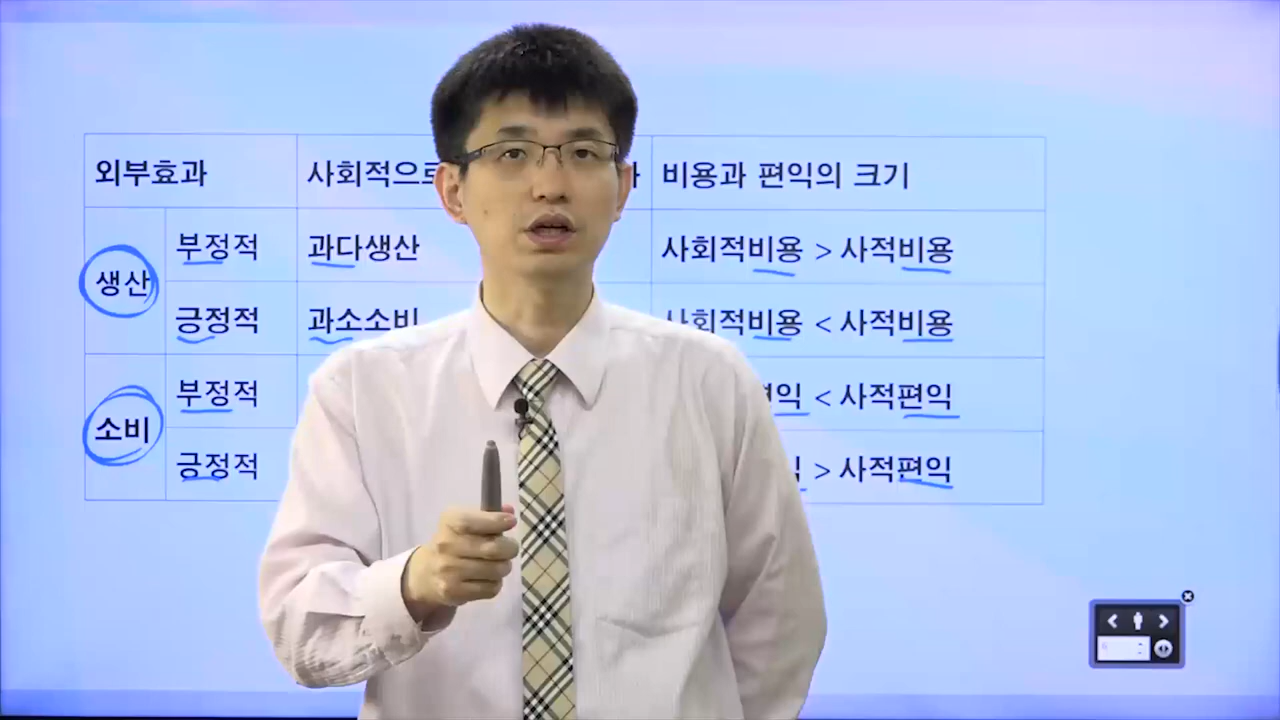 외부효과 사회적으로 비용과 편익의 크기
생산 부정적 과다생산 사회적비용 > 사적비용
긍정적 과소소비 사회적비용 < 사적비용
소비 부정적 편익 < 사적편익
긍정적 > 사적편익